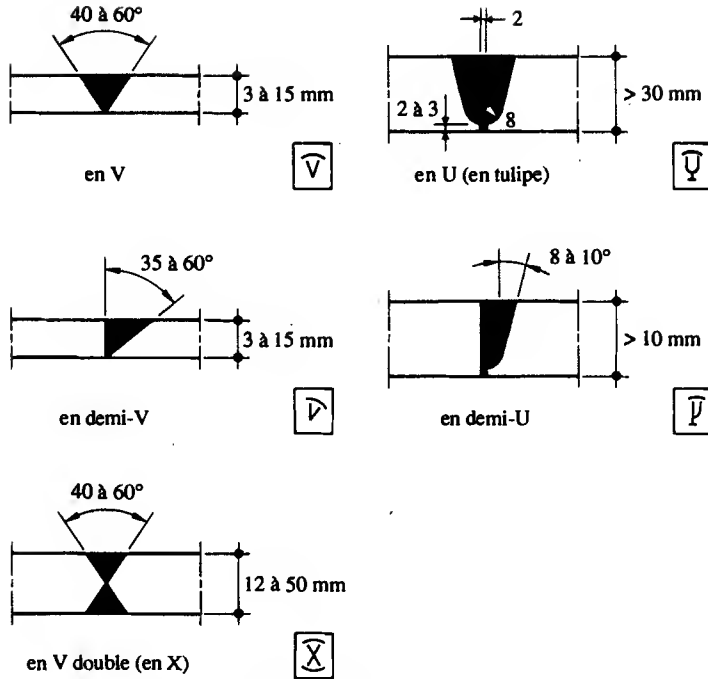 40 à 60°
3 à 15 mm
en V
V
2
2 à 3
8
> 30 mm
en U (en tulipe)
35 à 60°
3 à 15 mm
en demi-V
8 à 10°
> 10 mm
en demi-U
40 à 60°
12 à 50 mm
en V double (en X)
X